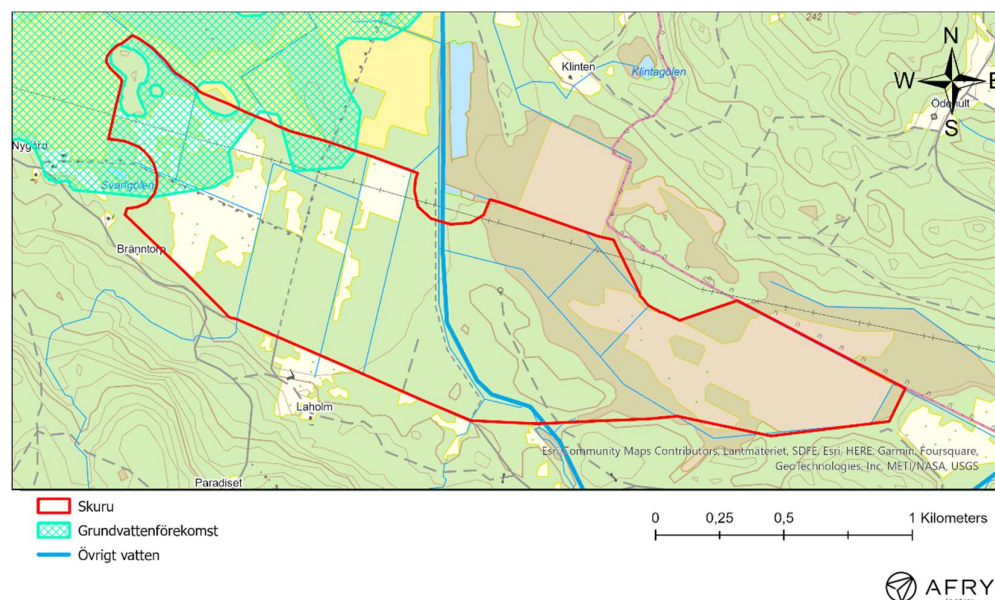 242
N
Klinten
Klintagölen
W
E
Ödehult
S
Nygård
Svangölen
Bränntorp
Laholm
Esri Community Maps Contributors, Lantmäteriet, SDFE, Esri, HERE, Garmin, Foursquare,
GeoTechnologies, Inc, METI/NASA, USGS
Paradiset
Skuru
Grundvattenförekomst
Övrigt vatten
0 0,25 0,5 1 Kilometers
AFRY